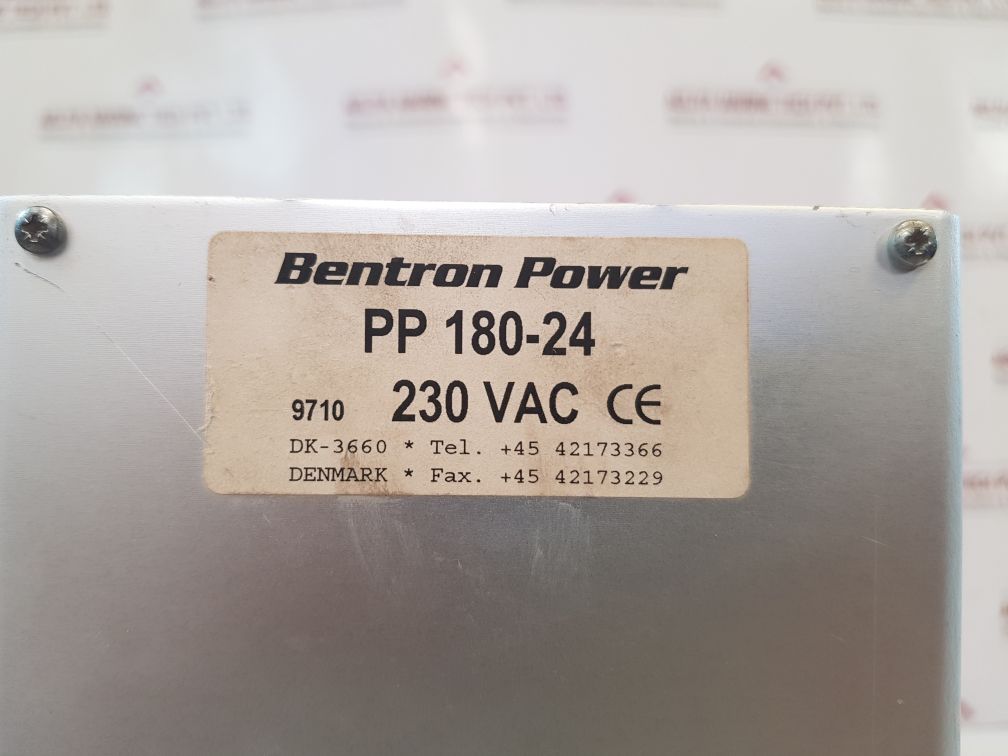 Bentron Power
PP 180-24
9710 230 VAC CE
DK-3660 * Tel. +45 42173366
DENMARK * Fax. +45 42173229